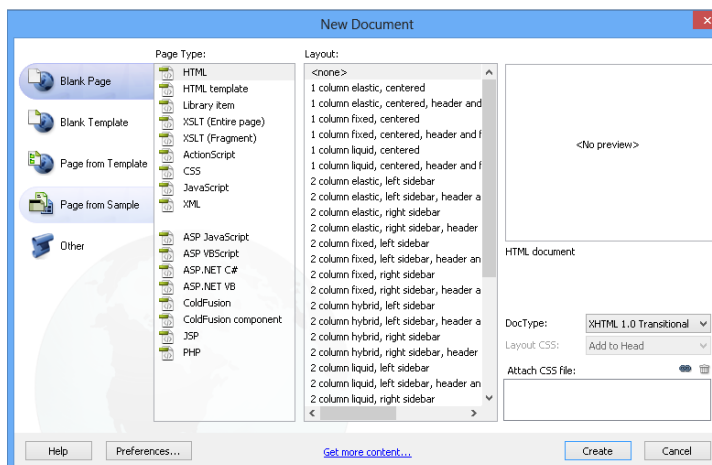 New Document
Page Type:
Layout:
Blank Page
Blank Template
Page from Template
Page from Sample
Other
HTML
HTML template
Library item
XSLT (Entire page)
XSLT (Fragment)
ActionScript
CSS
JavaScript
XML
ASP JavaScript
ASP VBScript
ASP.NET C#
ASP.NET VB
ColdFusion
ColdFusion component
JSP
PHP
<none>
1 column elastic, centered
1 column elastic, centered, header and
1 column fixed, centered
1 column fixed, centered, header and f
1 column liquid, centered
1 column liquid, centered, header and f
2 column elastic, left sidebar
2 column elastic, left sidebar, header a
2 column elastic, right sidebar
2 column elastic, right sidebar, header
2 column fixed, left sidebar
2 column fixed, left sidebar, header an
2 column fixed, right sidebar
2 column fixed, right sidebar, header a
2 column hybrid, left sidebar
2 column hybrid, left sidebar, header a
2 column hybrid, right sidebar
2 column hybrid, right sidebar, header
2 column liquid, left sidebar
2 column liquid, left sidebar, header an
2 column liquid, right sidebar
<No preview>
HTML document
DocType: XHTML 1.0 Transitional
Layout CSS: Add to Head
Attach CSS file:
Help Preferences... Get more content... Create Cancel